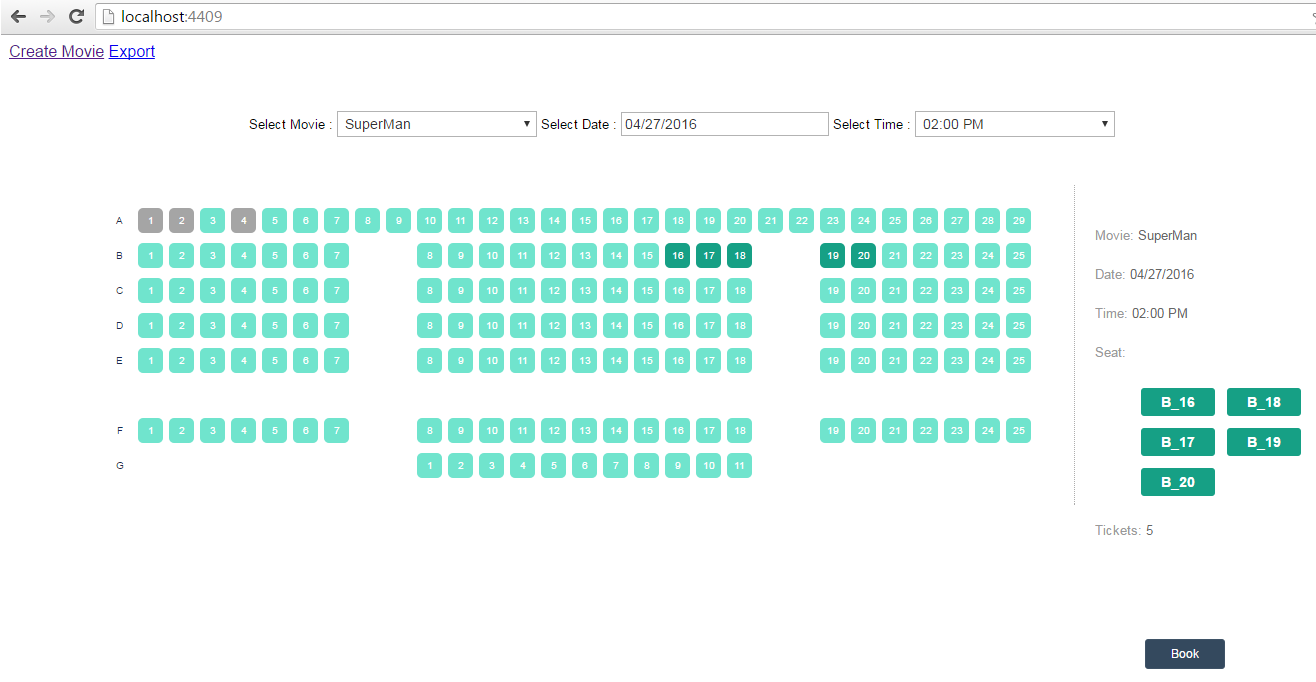 localhost:4409
Create Movie Export
Select Movie : SuperMan Select Date : 04/27/2016 Select Time : 02:00 PM
A 1 2 3 4 5 6 7 8 9 10 11 12 13 14 15 16 17 18 19 20 21 22 23 24 25 26 27 28 29
B 1 2 3 4 5 6 7 8 9 10 11 12 13 14 15 16 17 18 19 20 21 22 23 24 25
C 1 2 3 4 5 6 7 8 9 10 11 12 13 14 15 16 17 18 19 20 21 22 23 24 25
D 1 2 3 4 5 6 7 8 9 10 11 12 13 14 15 16 17 18 19 20 21 22 23 24 25
E 1 2 3 4 5 6 7 8 9 10 11 12 13 14 15 16 17 18 19 20 21 22 23 24 25
F 1 2 3 4 5 6 7 8 9 10 11 12 13 14 15 16 17 18 19 20 21 22 23 24 25
G 1 2 3 4 5 6 7 8 9 10 11
Movie: SuperMan
Date: 04/27/2016
Time: 02:00 PM
Seat:
B_16 B_18
B_17 B_19
B_20
Tickets: 5
Book